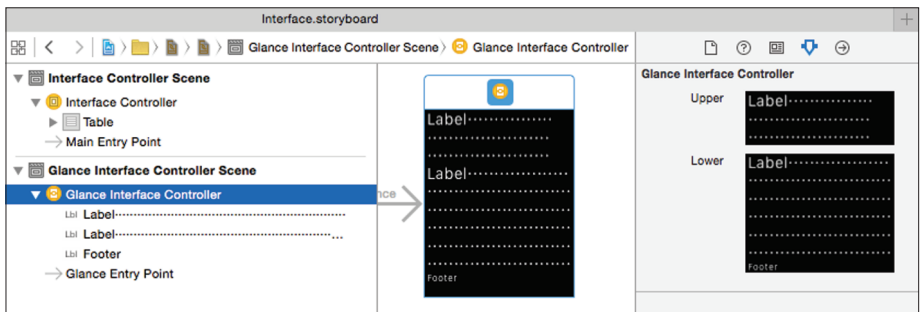 Interface.storyboard
Glance Interface Controller Scene Glance Interface Controller
Interface Controller Scene
Interface Controller
Table
Main Entry Point
Glance Interface Controller Scene
Glance Interface Controller
Lbl Label
Lbl Label
Lbl Footer
Glance Entry Point
nce
Label
Label
Footer
Glance Interface Controller
Upper
Label
Lower
Label
Footer